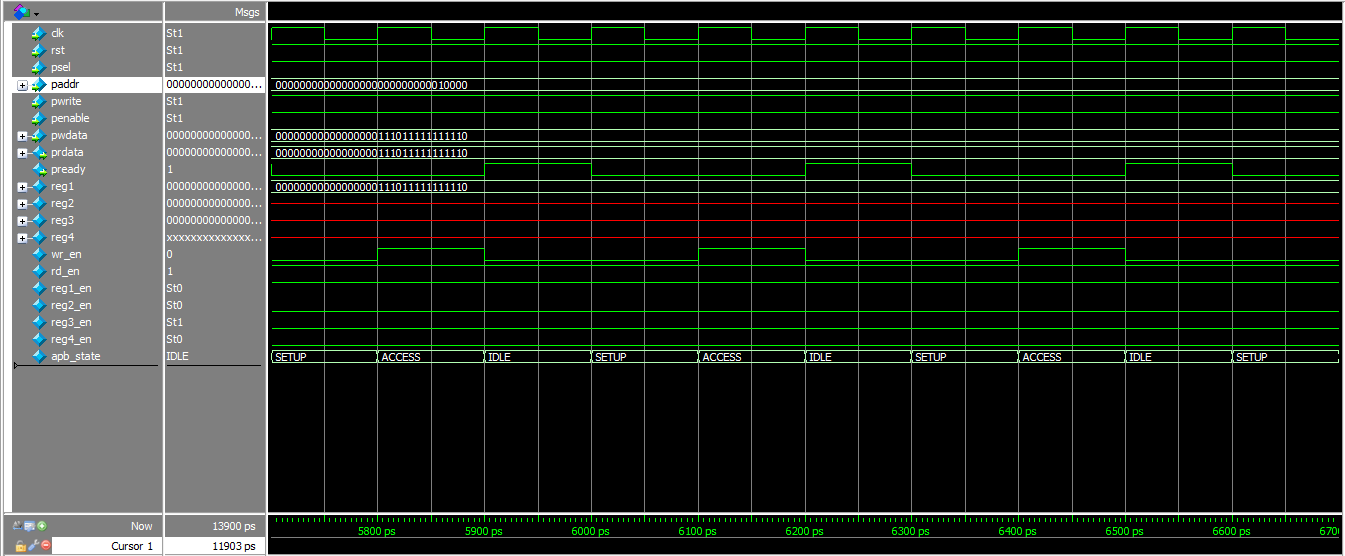 Msgs
clk St1
rst St1
psel St1
paddr 00000000000000... 00000000000000000000000000010000
pwrite St1
penable St1
pwdata 00000000000000... 00000000000000000111011111111110
prdata 00000000000000... 00000000000000000111011111111110
pready 1
reg1 00000000000000... 00000000000000000111011111111110
reg2 00000000000000...
reg3 00000000000000...
reg4 xxxxxxxxxxxxxx...
wr_en 0
rd_en 1
reg1_en St0
reg2_en St0
reg3_en St1
reg4_en St0
apb_state IDLE SETUP ACCESS IDLE SETUP ACCESS IDLE SETUP ACCESS IDLE SETUP
Now 13900 ps 5800 ps 5900 ps 6000 ps 6100 ps 6200 ps 6300 ps 6400 ps 6500 ps 6600 ps 670
Cursor 1 11903 ps